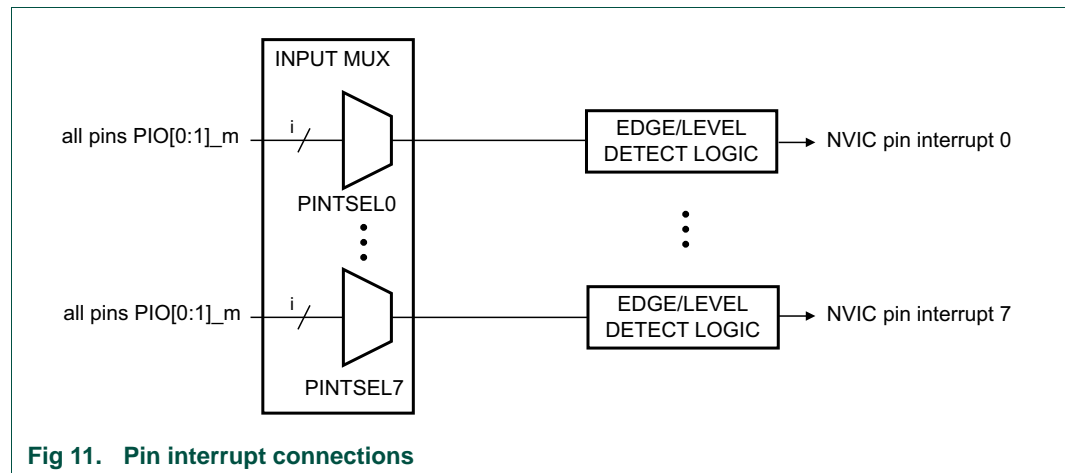 INPUT MUX
all pins PIO[0:1]_m
i
PINTSEL0
EDGE/LEVEL
DETECT LOGIC
NVIC pin interrupt 0
all pins PIO[0:1]_m
i
PINTSEL7
EDGE/LEVEL
DETECT LOGIC
NVIC pin interrupt 7
Fig 11. Pin interrupt connections